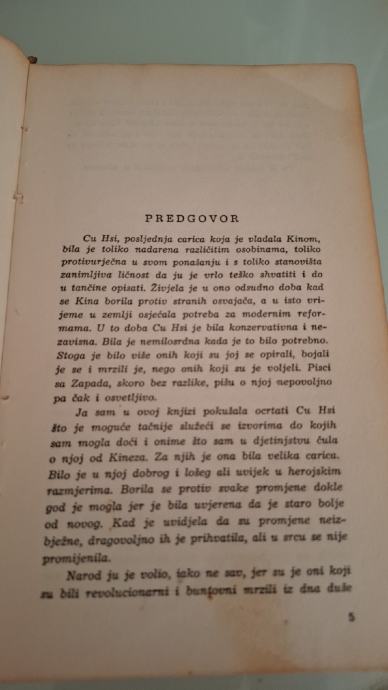 PREDGOVOR
Cu Hsi, posljednja carica koja je vladala Kinom,
bila je toliko nadarena različitim osobinama, toliko
protivurječna u svom ponašanju i s toliko stanovišta
zanimljiva ličnost da ju je vrlo teško shvatiti i do
u tančine opisati. Živjela je u ono odsudno doba kad
se Kina borila protiv stranih osvajača, a u isto vri-
jeme u zemlji osjećala potreba za modernim refor-
mama. U to doba Cu Hsi je bila konzervativna i ne-
zavisna. Bila je nemilosrdna kada je to bilo potrebno.
Stoga je bilo više onih koji su joj se opirali, bojali
je se i mrzili je, nego onih koji su je voljeli. Pisci
sa Zapada, skoro bez razlike, pišu o njoj nepovoljno
pa čak i osvetljivo.
Ja sam u ovoj knjizi pokušala ocrtati Cu Hsi
što je moguće tačnije služeći se izvorima do kojih
sam mogla doći i onime što sam u djetinjstvu čula
o njoj od Kineza. Za njih je ona bila velika carica.
Bilo je u njoj dobrog i lošeg ali uvijek u herojskim
razmjerima. Borila se protiv svake promjene dokle
god je mogla jer je bila uvjerena da je staro bolje
od novog. Kad je uvidjela da su promjene neiz-
bježne, dragovoljno ih je prihvatila, ali u srcu se nije
promijenila.
Narod ju je volio, iako ne sav, jer su je oni koji
su bili revolucionarni i buntovni mrzili iz dna duše
5